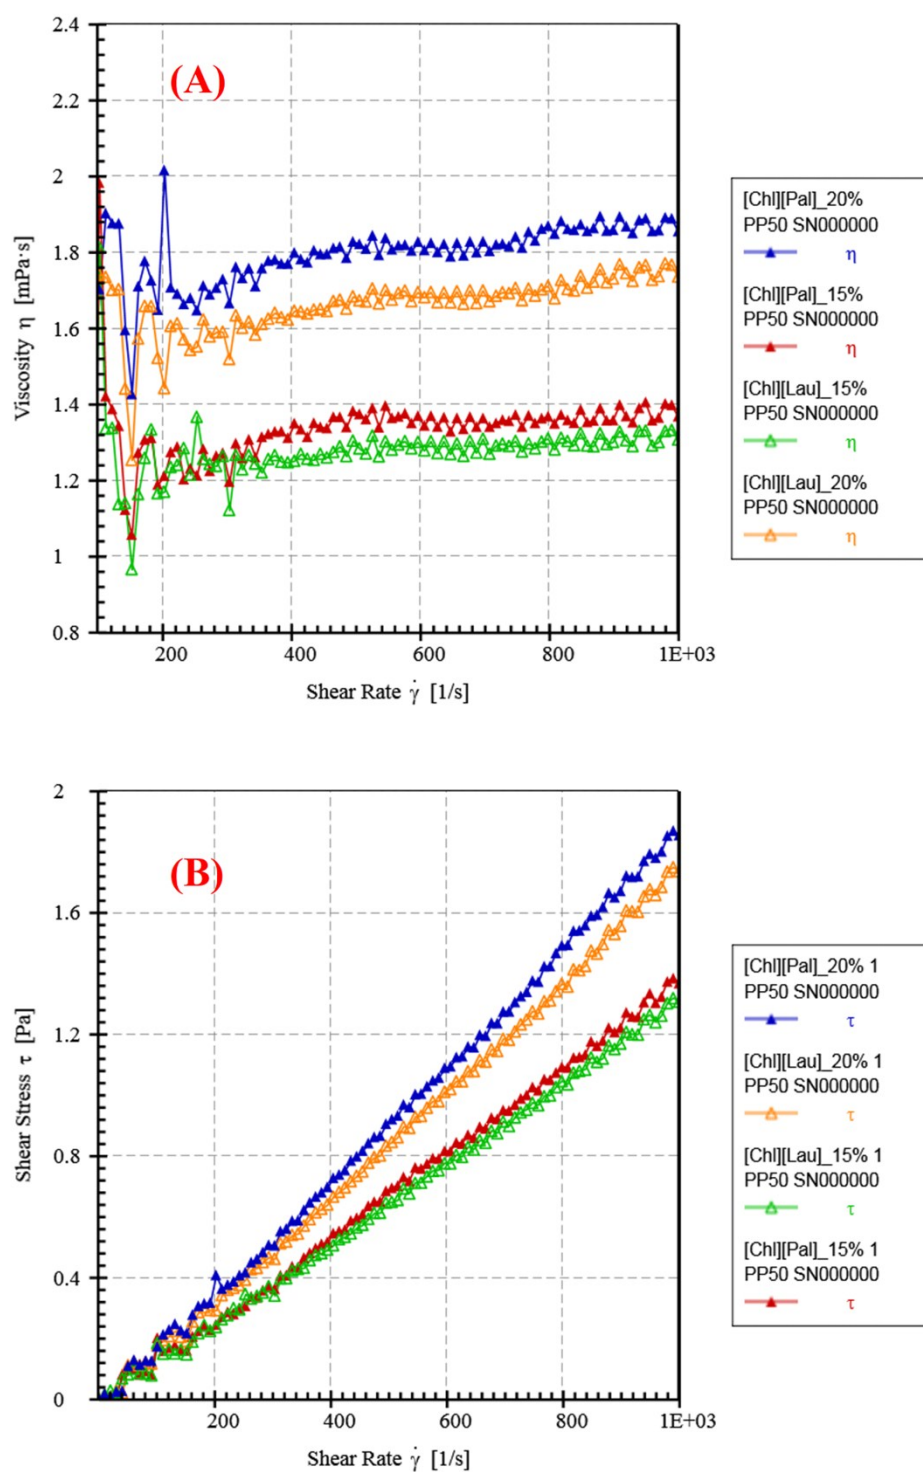 2.4
(A)
2.2
2
1.8
1.6
1.4
1.2
1
0.8
Viscosity η [mPa·s]
200
400
600
800
1E+03
Shear Rate γ̇ [1/s]
[Chl][Pal]_20%
PP50 SN000000
η
[Chl][Pal]_15%
PP50 SN000000
η
[Chl][Lau]_15%
PP50 SN000000
η
[Chl][Lau]_20%
PP50 SN000000
η
2
(B)
1.6
1.2
0.8
0.4
0
Shear Stress τ [Pa]
200
400
600
800
1E+03
Shear Rate γ̇ [1/s]
[Chl][Pal]_20% 1
PP50 SN000000
τ
[Chl][Lau]_20% 1
PP50 SN000000
τ
[Chl][Lau]_15% 1
PP50 SN000000
τ
[Chl][Pal]_15% 1
PP50 SN000000
τ